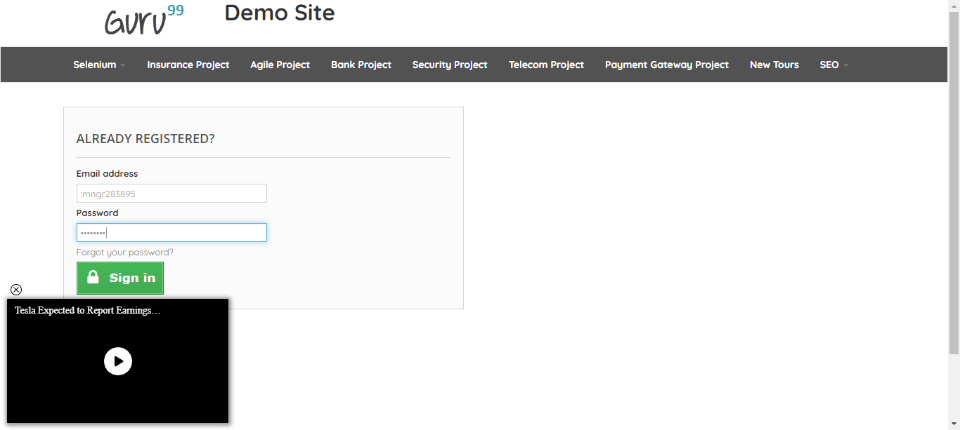 Guru99
Demo Site
Selenium Insurance Project Agile Project Bank Project Security Project Telecom Project Payment Gateway Project New Tours SEO
ALREADY REGISTERED?
Email address
:mngr283895
Password
••••••••
Forgot your password?
Sign in
Tesla Expected to Report Earnings…